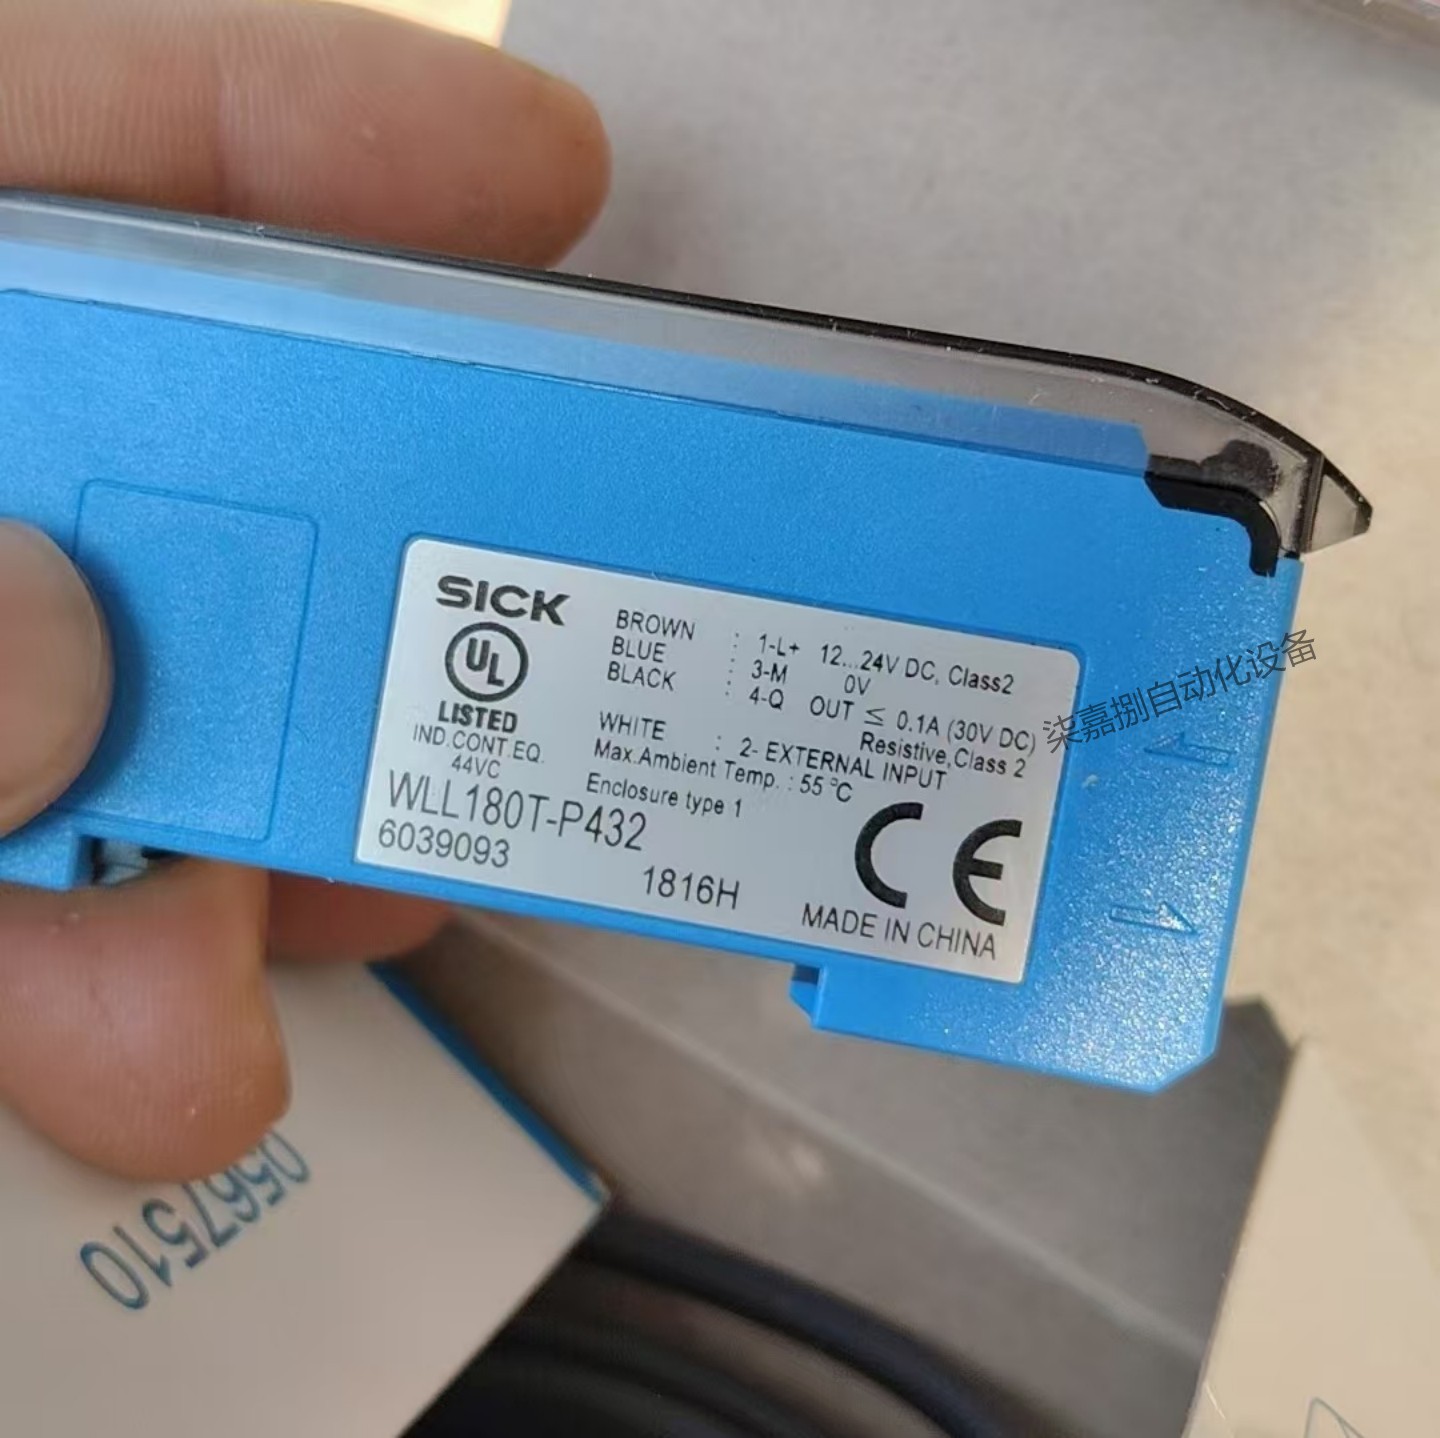 SICK
UL
LISTED
IND.CONT.EQ.
44VC
BROWN : 1-L+ 12...24V DC, Class2
BLUE : 3-M 0V
BLACK : 4-Q OUT ≤ 0.1A (30V DC)
Resistive,Class 2
WHITE : 2- EXTERNAL INPUT
Max.Ambient Temp. : 55 °C
Enclosure type 1
WLL180T-P432
6039093
1816H
CE
MADE IN CHINA
柒嘉捌自动化设备
0567510